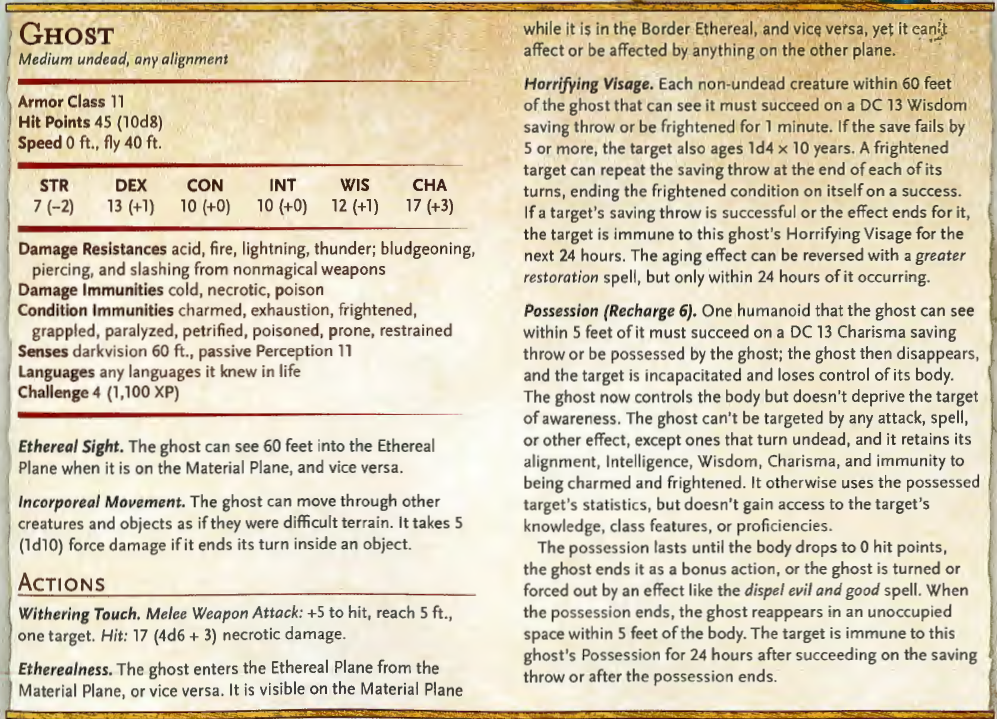 GHOST
Medium undead, any alignment
Armor Class 11
Hit Points 45 (10d8)
Speed 0 ft., fly 40 ft.
STR DEX CON INT WIS CHA
7 (−2) 13 (+1) 10 (+0) 10 (+0) 12 (+1) 17 (+3)
Damage Resistances acid, fire, lightning, thunder; bludgeoning,
piercing, and slashing from nonmagical weapons
Damage Immunities cold, necrotic, poison
Condition Immunities charmed, exhaustion, frightened,
grappled, paralyzed, petrified, poisoned, prone, restrained
Senses darkvision 60 ft., passive Perception 11
Languages any languages it knew in life
Challenge 4 (1,100 XP)
Ethereal Sight. The ghost can see 60 feet into the Ethereal
Plane when it is on the Material Plane, and vice versa.
Incorporeal Movement. The ghost can move through other
creatures and objects as if they were difficult terrain. It takes 5
(1d10) force damage if it ends its turn inside an object.
ACTIONS
Withering Touch. Melee Weapon Attack: +5 to hit, reach 5 ft.,
one target. Hit: 17 (4d6 + 3) necrotic damage.
Etherealness. The ghost enters the Ethereal Plane from the
Material Plane, or vice versa. It is visible on the Material Plane
while it is in the Border Ethereal, and vice versa, yet it can't
affect or be affected by anything on the other plane.
Horrifying Visage. Each non-undead creature within 60 feet
of the ghost that can see it must succeed on a DC 13 Wisdom
saving throw or be frightened for 1 minute. If the save fails by
5 or more, the target also ages 1d4 × 10 years. A frightened
target can repeat the saving throw at the end of each of its
turns, ending the frightened condition on itself on a success.
If a target's saving throw is successful or the effect ends for it,
the target is immune to this ghost's Horrifying Visage for the
next 24 hours. The aging effect can be reversed with a greater
restoration spell, but only within 24 hours of it occurring.
Possession (Recharge 6). One humanoid that the ghost can see
within 5 feet of it must succeed on a DC 13 Charisma saving
throw or be possessed by the ghost; the ghost then disappears,
and the target is incapacitated and loses control of its body.
The ghost now controls the body but doesn't deprive the target
of awareness. The ghost can't be targeted by any attack, spell,
or other effect, except ones that turn undead, and it retains its
alignment, Intelligence, Wisdom, Charisma, and immunity to
being charmed and frightened. It otherwise uses the possessed
target's statistics, but doesn't gain access to the target's
knowledge, class features, or proficiencies.
The possession lasts until the body drops to 0 hit points,
the ghost ends it as a bonus action, or the ghost is turned or
forced out by an effect like the dispel evil and good spell. When
the possession ends, the ghost reappears in an unoccupied
space within 5 feet of the body. The target is immune to this
ghost's Possession for 24 hours after succeeding on the saving
throw or after the possession ends.